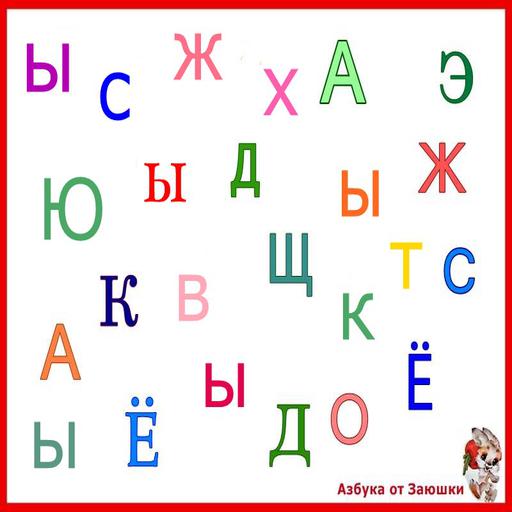 Ы С Ж Х А Э
Ю Ы Д Ы Ж
К В Щ К Т С
А Ы Ё
Ы Ё Д О
Азбука от Заюшки